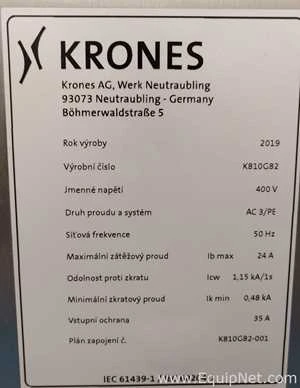 KRONES
Krones AG, Werk Neutraubling
93073 Neutraubling - Germany
Böhmerwaldstraße 5
Rok výroby 2019
Výrobní číslo K810G82
Jmenné napětí 400 V
Druh proudu a systém AC 3/PE
Síťová frekvence 50 Hz
Maximální zátěžový proud Ib max 24 A
Odolnost proti zkratu Icw 1,15 kA/1s
Minimální zkratový proud Ik min 0,48 kA
Vstupní ochrana 35 A
Plán zapojení č. K810G82-001
IEC 61439-1
www.EquipNet.com